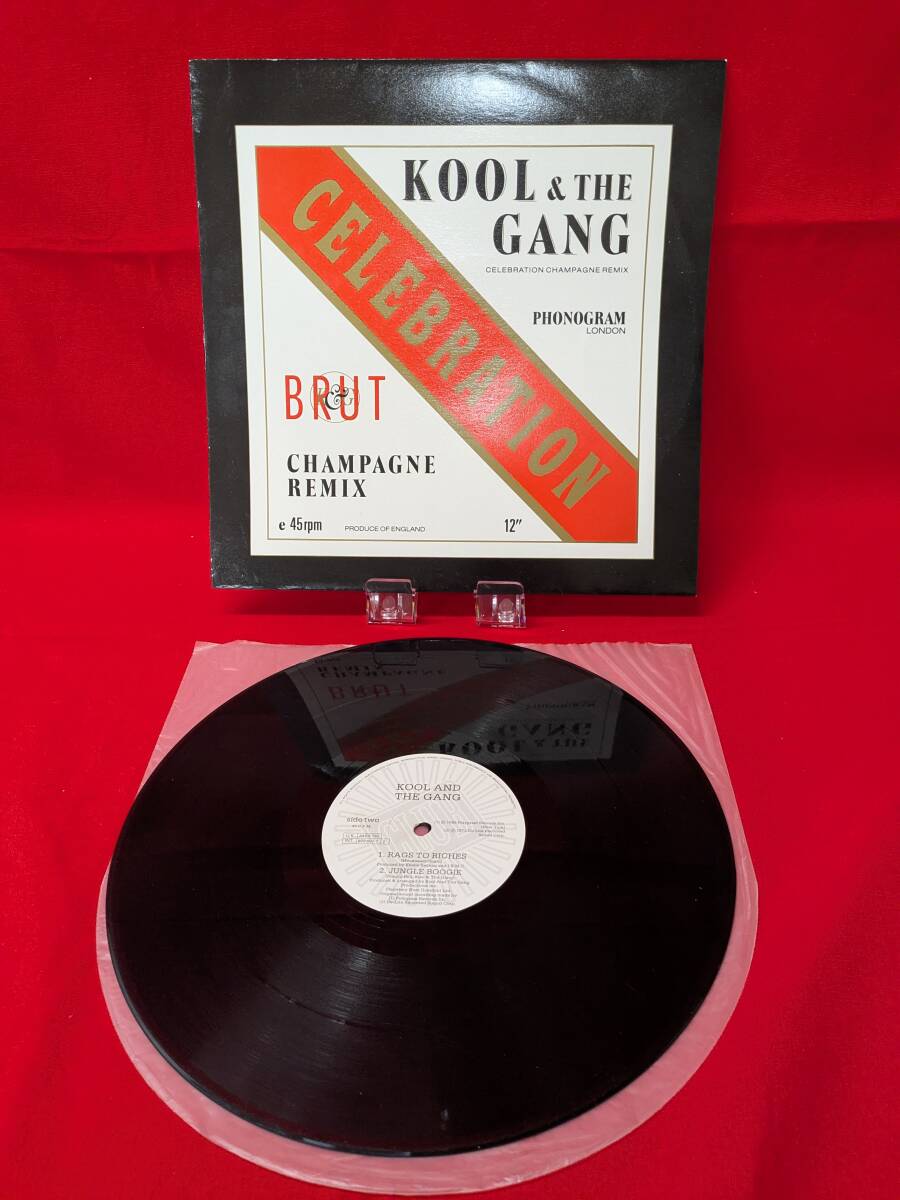 KOOL & THE
GANG
CELEBRATION CHAMPAGNE REMIX
PHONOGRAM
LONDON
CELEBRATION
BRUT
K&G
CHAMPAGNE
REMIX
e 45rpm
PRODUCE OF ENGLAND
12"
KOOL AND
THE GANG
side two
1. RAGS TO RICHES
2. JUNGLE BOOGIE